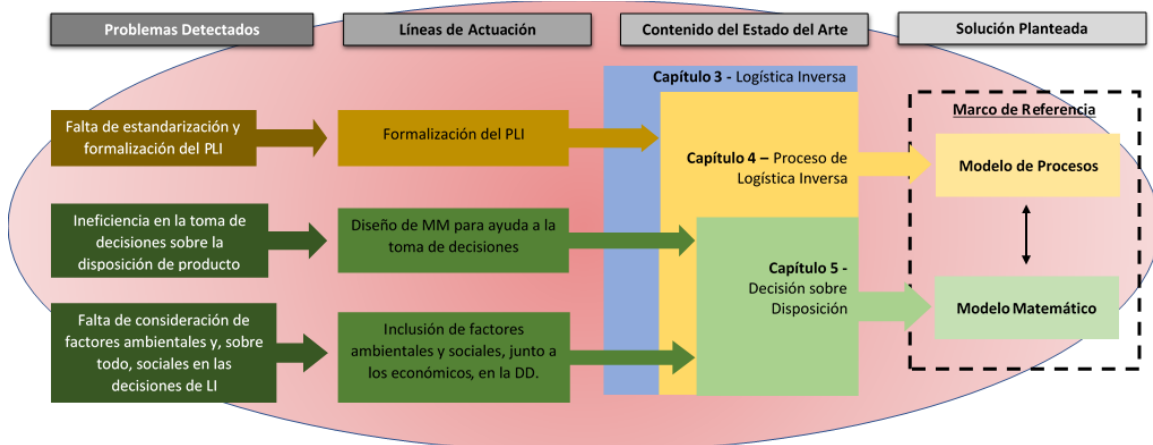 Problemas Detectados
Líneas de Actuación
Contenido del Estado del Arte
Solución Planteada
Falta de estandarización y
formalización del PLI
Formalización del PLI
Ineficiencia en la toma de
decisiones sobre la
disposición de producto
Diseño de MM para ayuda a la
toma de decisiones
Falta de consideración de
factores ambientales y, sobre
todo, sociales en las
decisiones de LI
Inclusión de factores
ambientales y sociales, junto a
los económicos, en la DD.
Capítulo 3 - Logística Inversa
Capítulo 4 – Proceso de
Logística Inversa
Capítulo 5 -
Decisión sobre
Disposición
Marco de Referencia
Modelo de Procesos
Modelo Matemático